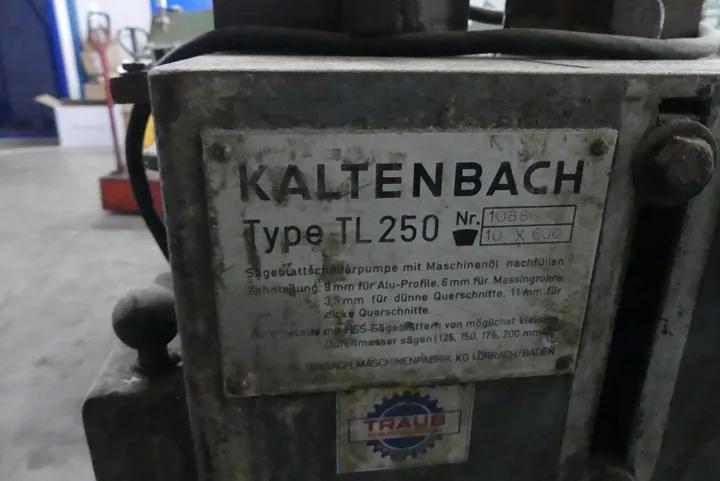 KALTENBACH
Type TL 250 Nr. 10886
10 X 600
Sägeblattschmierpumpe mit Maschinenöl nachfüllen
Zahnteilung: 9 mm für Alu-Profile, 6 mm für Messingrohre
3,5 mm für dünne Querschnitte, 11 mm für
dicke Querschnitte.
mit HSS-Sägeblättern von möglichst kleinem
Durchmesser sägen (125, 150, 175, 200 mm
MASCHINENFABRIK KG LÖRRACH/BADEN
TRAUB